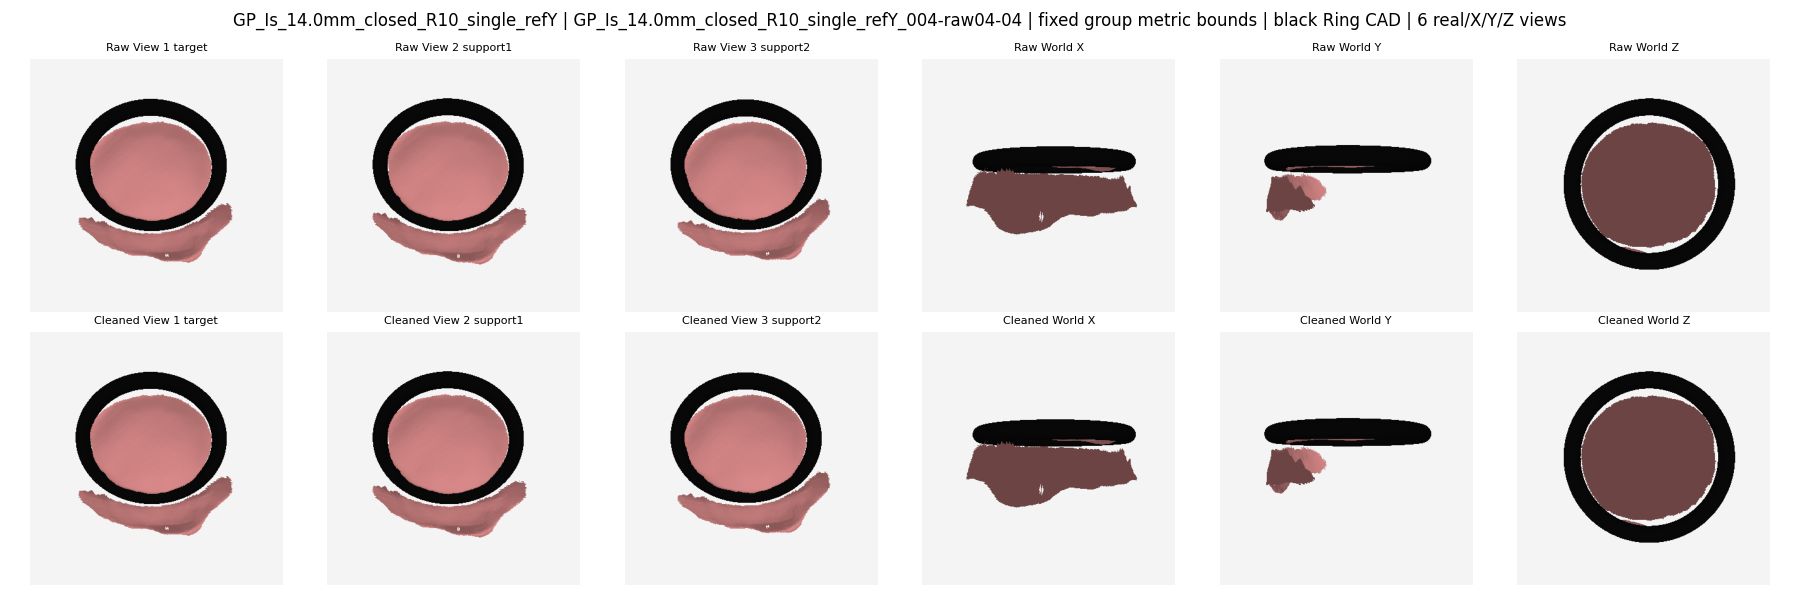 GP_Is_14.0mm_closed_R10_single_refY | GP_Is_14.0mm_closed_R10_single_refY_004-raw04-04 | fixed group metric bounds | black Ring CAD | 6 real/X/Y/Z views
Raw View 1 target
Raw View 2 support1
Raw View 3 support2
Raw World X
Raw World Y
Raw World Z
Cleaned View 1 target
Cleaned View 2 support1
Cleaned View 3 support2
Cleaned World X
Cleaned World Y
Cleaned World Z